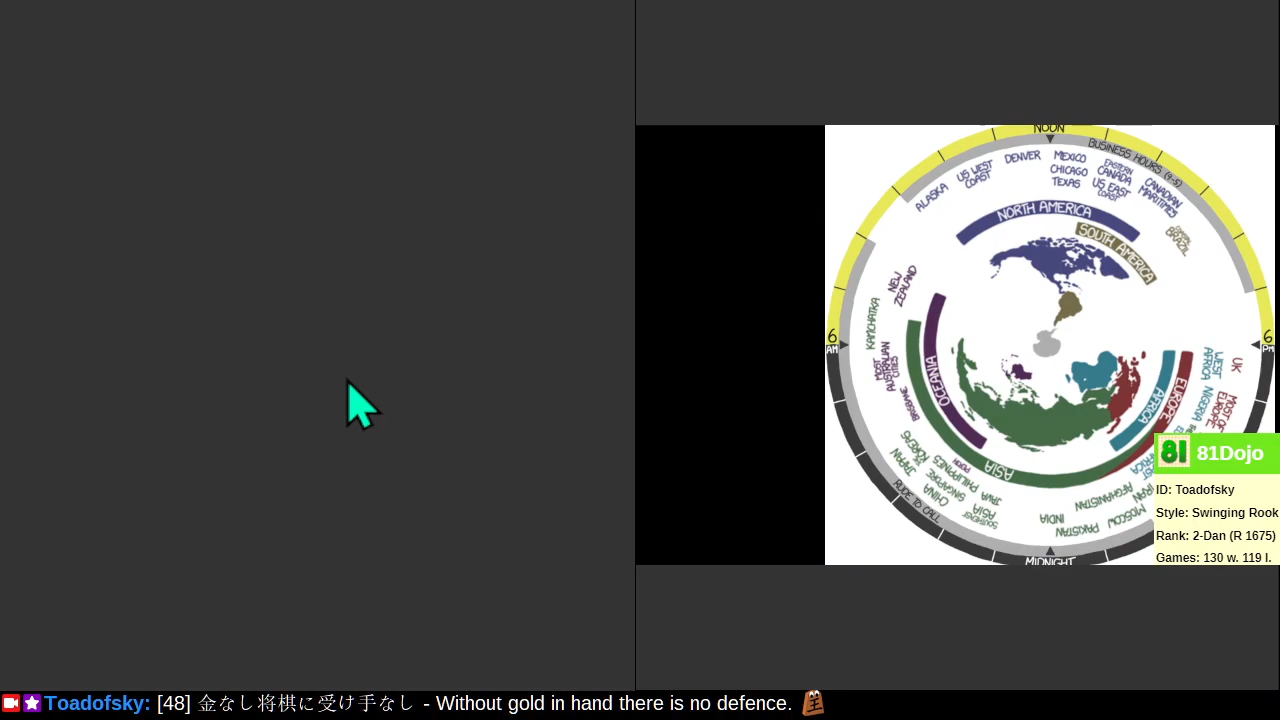 NOON
BUSINESS HOURS (9-5)
ALASKA
US WEST
COAST
DENVER
MEXICO
CHICAGO
TEXAS
EASTERN
CANADA
US EAST
COAST
CANADIAN
MARITIMES
BRAZIL
NORTH AMERICA
SOUTH AMERICA
NEW
ZEALAND
KAMCHATKA
MOST
AUSTRALIAN
CITIES
BRISBANE
6
AM
6
PM
OCEANIA
ASIA
AFRICA
EUROPE
UK
WEST
AFRICA
NIGERIA
MOST OF
EUROPE
JAPAN
KOREAS
PERTH
PHILIPPINES
SINGAPORE
CHINA
JAVA
SOUTHEAST
ASIA
INDIA
PAKISTAN
AFGHANISTAN
MOSCOW
IRAN
RUDE TO CALL
MIDNIGHT
81 81Dojo
ID: Toadofsky
Style: Swinging Rook
Rank: 2-Dan (R 1675)
Games: 130 w. 119 l.
Toadofsky: [48] 金なし将棋に受け手なし - Without gold in hand there is no defence.